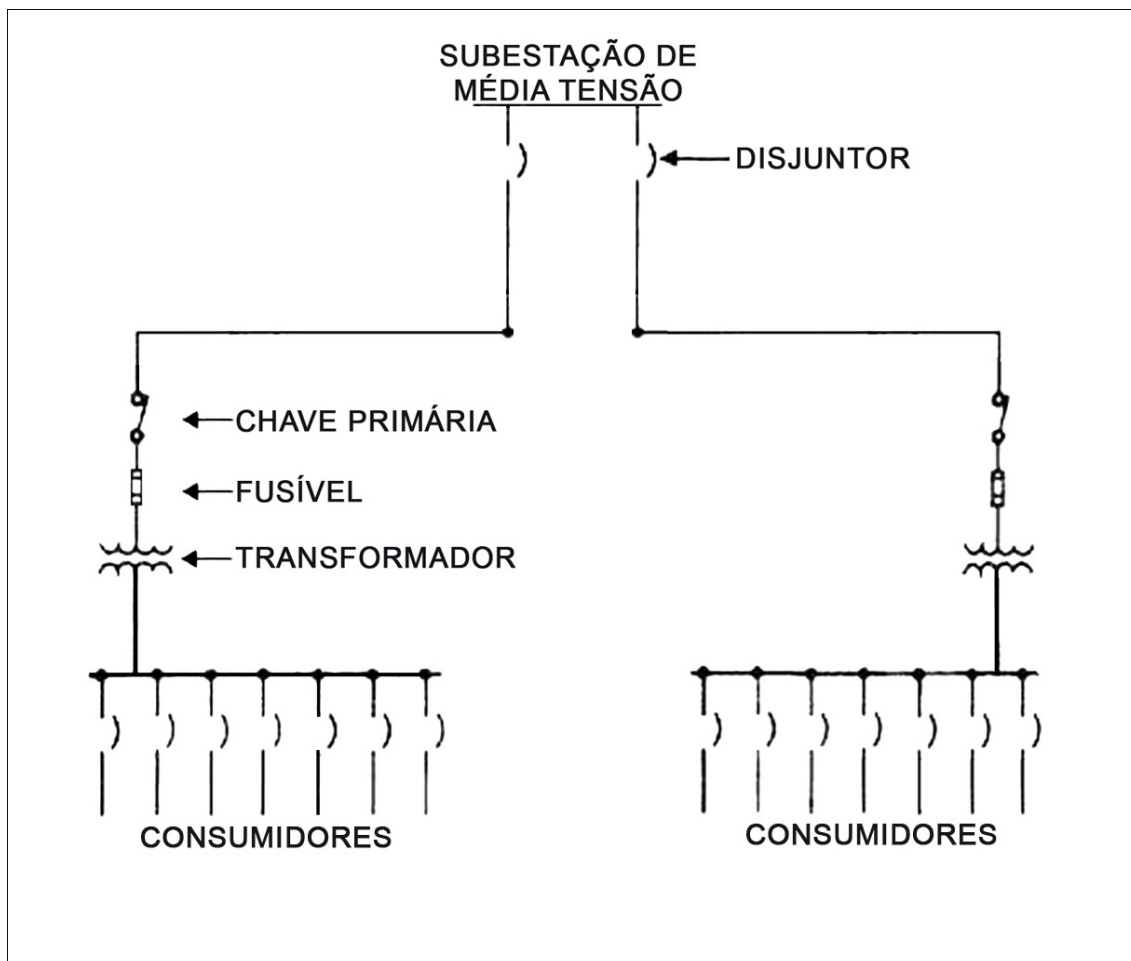 SUBESTAÇÃO DE
MÉDIA TENSÃO
DISJUNTOR
CHAVE PRIMÁRIA
FUSÍVEL
TRANSFORMADOR
CONSUMIDORES
CONSUMIDORES